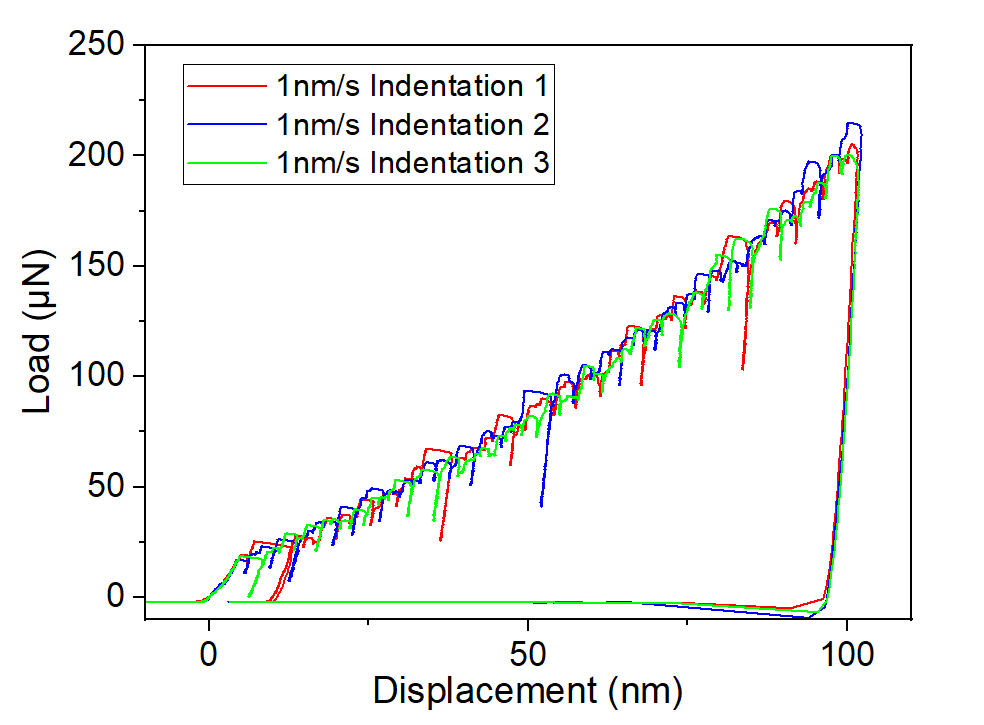 250
200
150
100
50
0
Load (μN)
1nm/s Indentation 1
1nm/s Indentation 2
1nm/s Indentation 3
0 50 100
Displacement (nm)